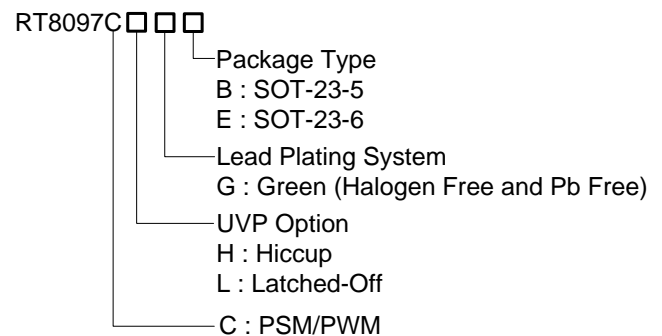 RT8097C□□□
Package Type
B : SOT-23-5
E : SOT-23-6
Lead Plating System
G : Green (Halogen Free and Pb Free)
UVP Option
H : Hiccup
L : Latched-Off
C : PSM/PWM